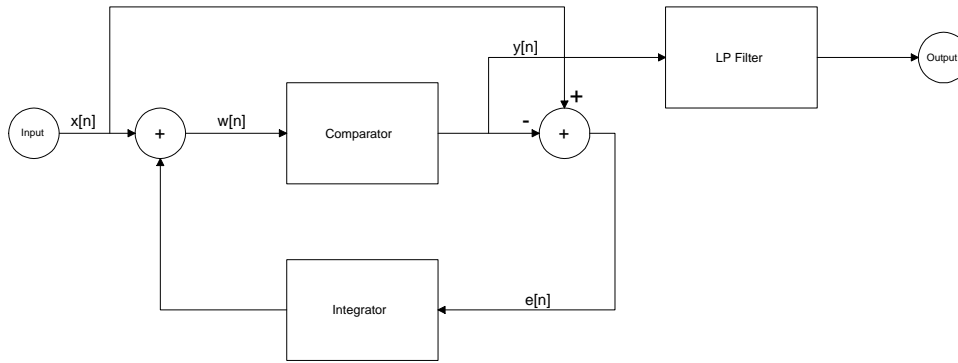 y[n]
LP Filter
Output
+
Input
x[n]
+
w[n]
Comparator
-
+
Integrator
e[n]